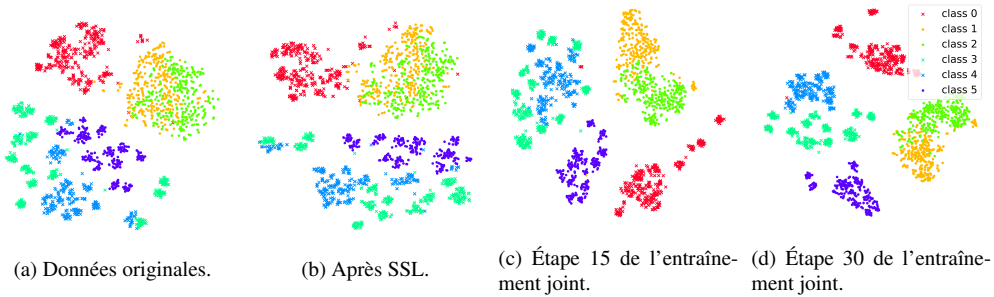 class 0
class 1
class 2
class 3
class 4
class 5
(a) Données originales.
(b) Après SSL.
(c) Étape 15 de l'entraîne-
ment joint.
(d) Étape 30 de l'entraîne-
ment joint.